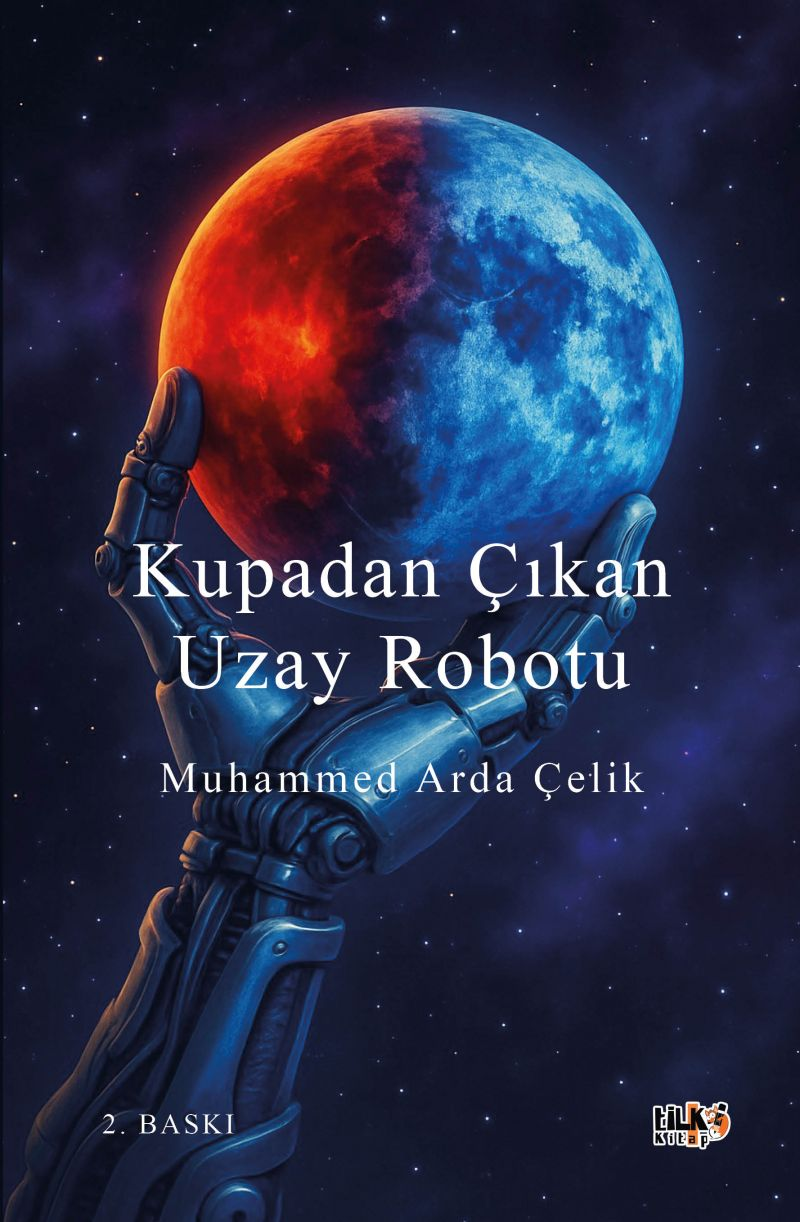 Kupadan Çıkan
Uzay Robotu
Muhammed Arda Çelik
2. BASKI
tilki
kitap